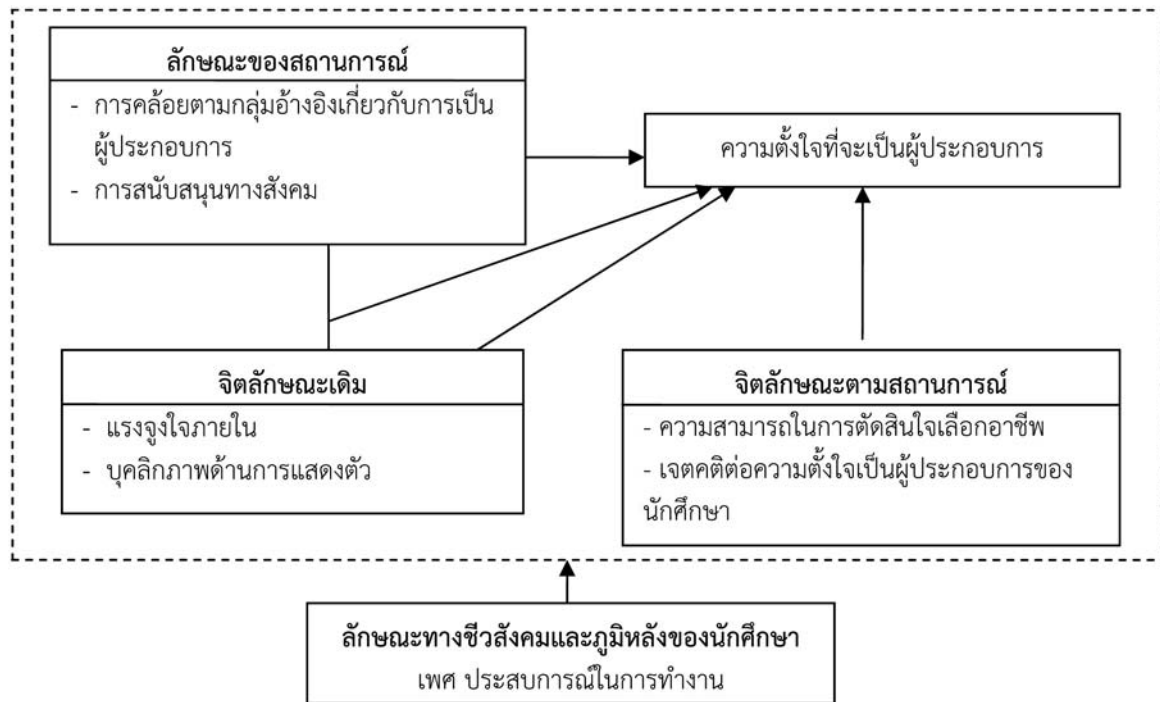 ลักษณะของสถานการณ์
- การคล้อยตามกลุ่มอ้างอิงเกี่ยวกับการเป็น
ผู้ประกอบการ
- การสนับสนุนทางสังคม
ความตั้งใจที่จะเป็นผู้ประกอบการ
จิตลักษณะเดิม
- แรงจูงใจภายใน
- บุคลิกภาพด้านการแสดงตัว
จิตลักษณะตามสถานการณ์
- ความสามารถในการตัดสินใจเลือกอาชีพ
- เจตคติต่อความตั้งใจเป็นผู้ประกอบการของ
นักศึกษา
ลักษณะทางชีวสังคมและภูมิหลังของนักศึกษา
เพศ ประสบการณ์ในการทำงาน